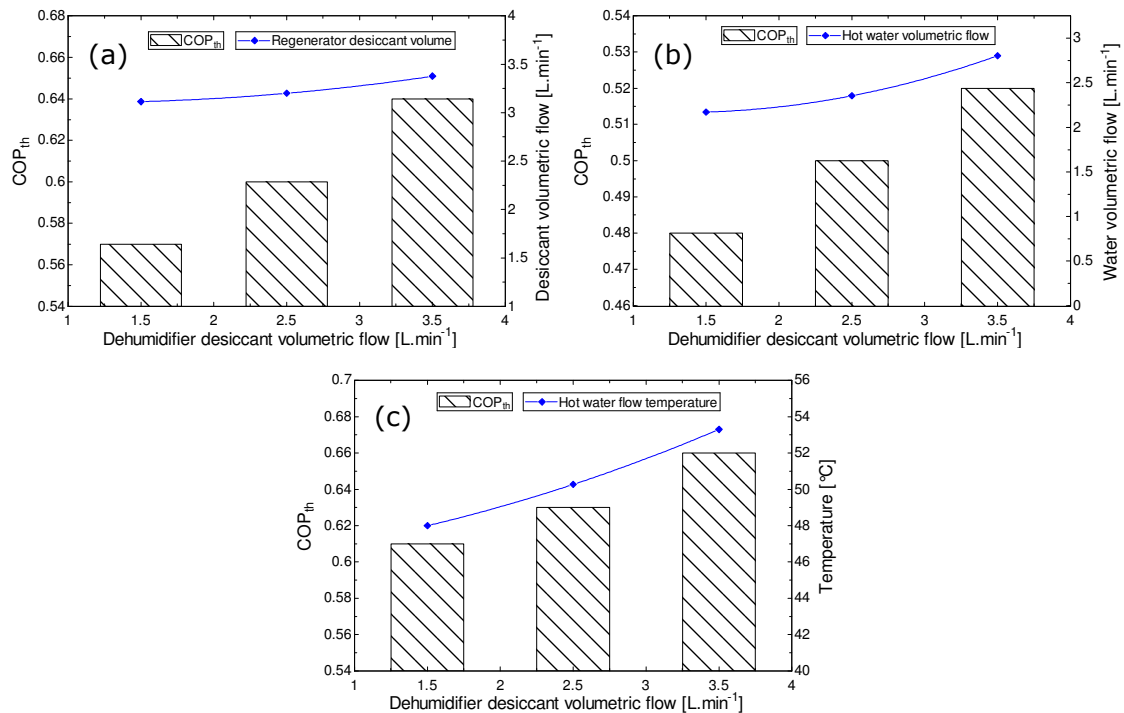 (a)
COPth
Regenerator desiccant volume
0.68
0.66
0.64
0.62
0.6
0.58
0.56
0.54
COPth
4
3.5
3
2.5
2
1.5
1
Desiccant volumetric flow [L.min-1]
1 1.5 2 2.5 3 3.5 4
Dehumidifier desiccant volumetric flow [L.min-1]
(b)
COPth
Hot water volumetric flow
0.54
0.53
0.52
0.51
0.5
0.49
0.48
0.47
0.46
COPth
3
2.5
2
1.5
1
0.5
0
Water volumetric flow [L.min-1]
1 1.5 2 2.5 3 3.5 4
Dehumidifier desiccant volumetric flow [L.min-1]
(c)
COPth
Hot water flow temperature
0.7
0.68
0.66
0.64
0.62
0.6
0.58
0.56
0.54
COPth
56
54
52
50
48
46
44
42
40
Temperature [°C]
1 1.5 2 2.5 3 3.5 4
Dehumidifier desiccant volumetric flow [L.min-1]